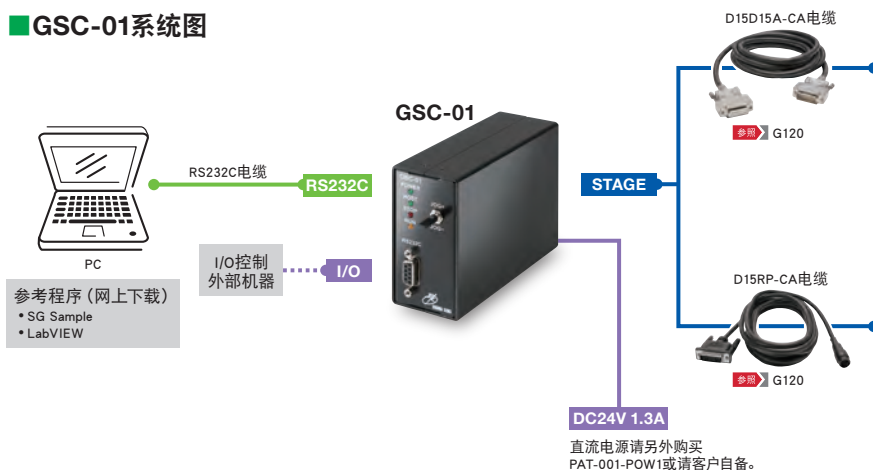 ■GSC-01系统图
D15D15A-CA电缆
参照 G120
GSC-01
RS232C电缆
RS232C
STAGE
PC
I/O控制
外部机器
I/O
参考程序（网上下载）
• SG Sample
• LabVIEW
POWER
JOG+
JOG-
RS232C
D15RP-CA电缆
参照 G120
DC24V 1.3A
直流电源请另外购买
PAT-001-POW1或请客户自备。